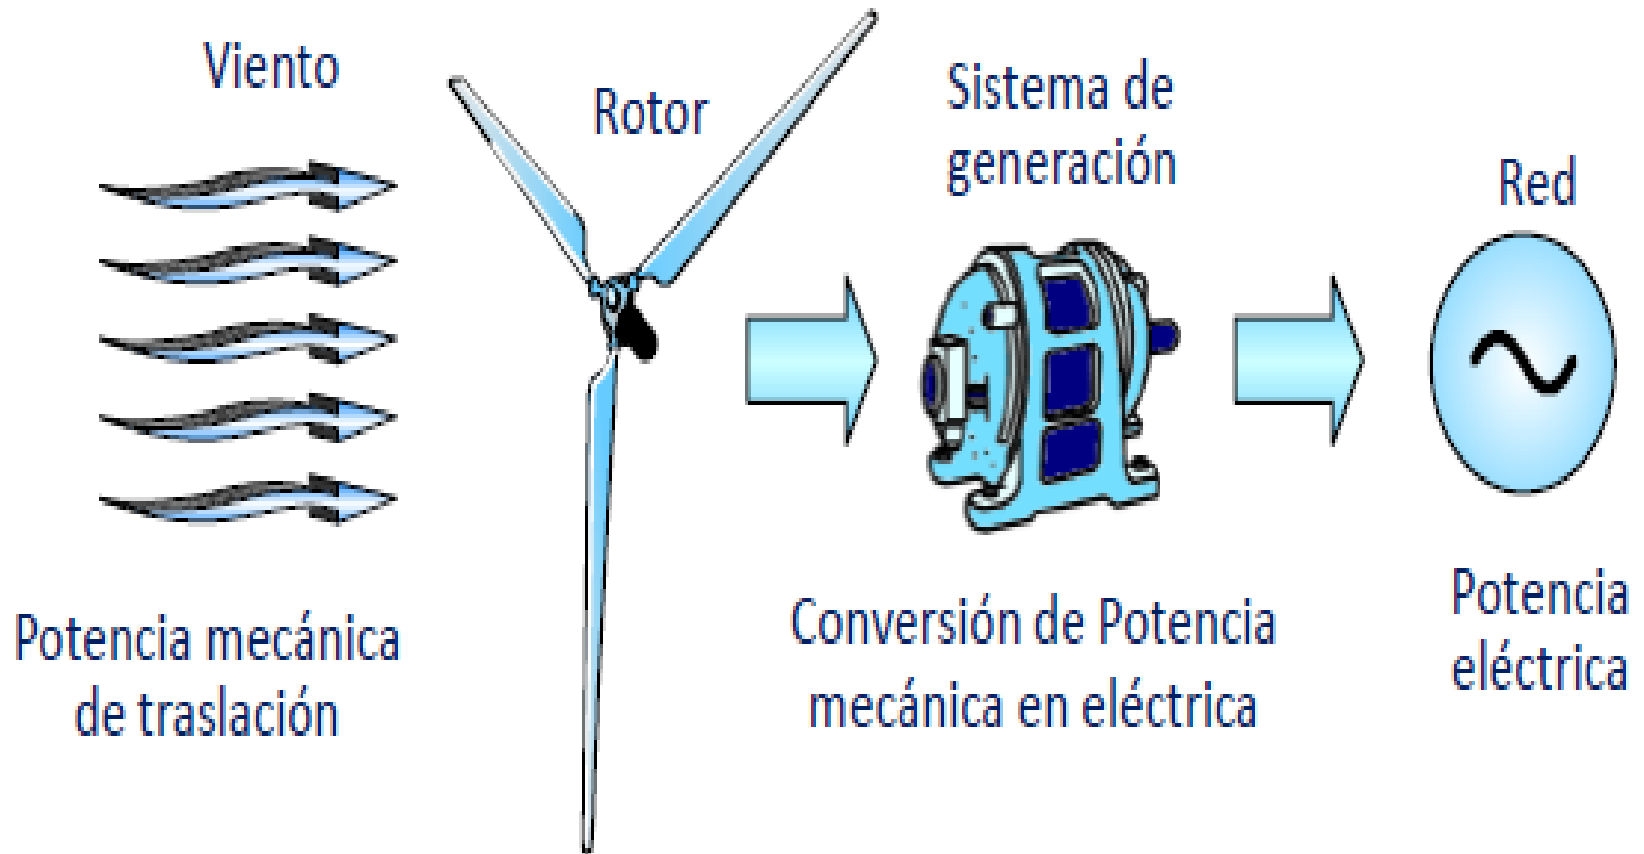 Viento
Rotor
Sistema de
generación
Red
Potencia mecánica
de traslación
Conversión de Potencia
mecánica en eléctrica
Potencia
eléctrica